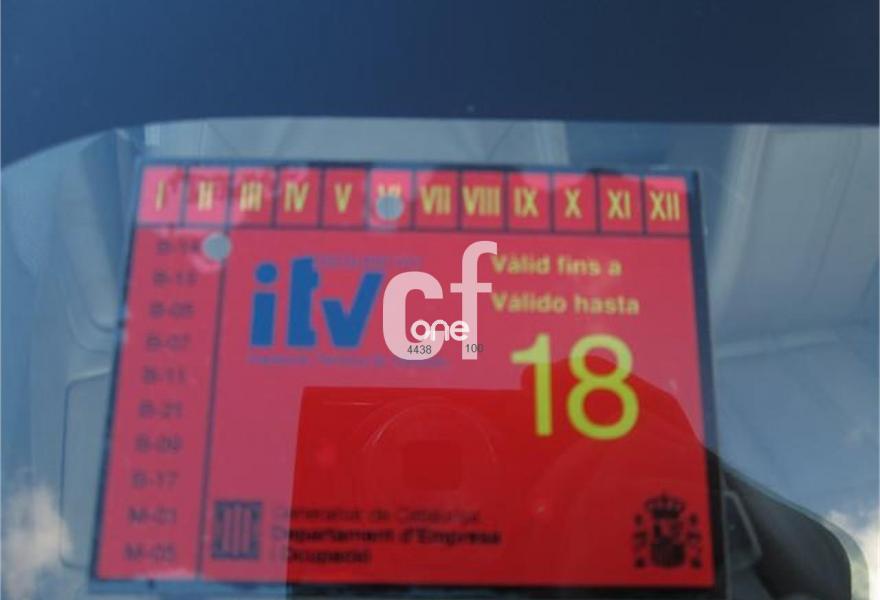 I II III IV V VI VII VIII IX X XI XII
B-14
B-13
B-05
B-07
B-11
B-21
B-09
B-17
M-01
M-05
itv
Vàlid fins a
Válido hasta
18
cf
one
4438 100
Generalitat de Catalunya
Departament d'Empresa
i Ocupació